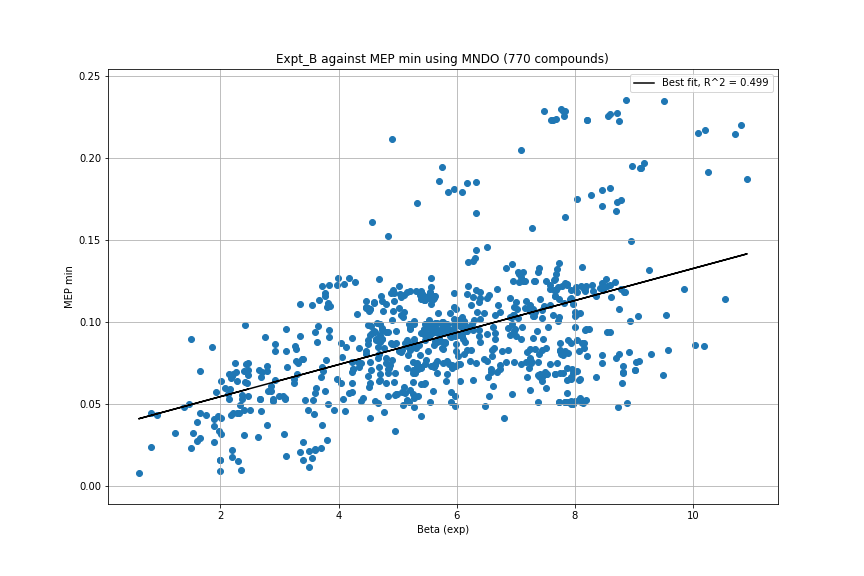 Expt_B against MEP min using MNDO (770 compounds)
Best fit, R^2 = 0.499
0.25
0.20
0.15
0.10
0.05
0.00
MEP min
2 4 6 8 10
Beta (exp)